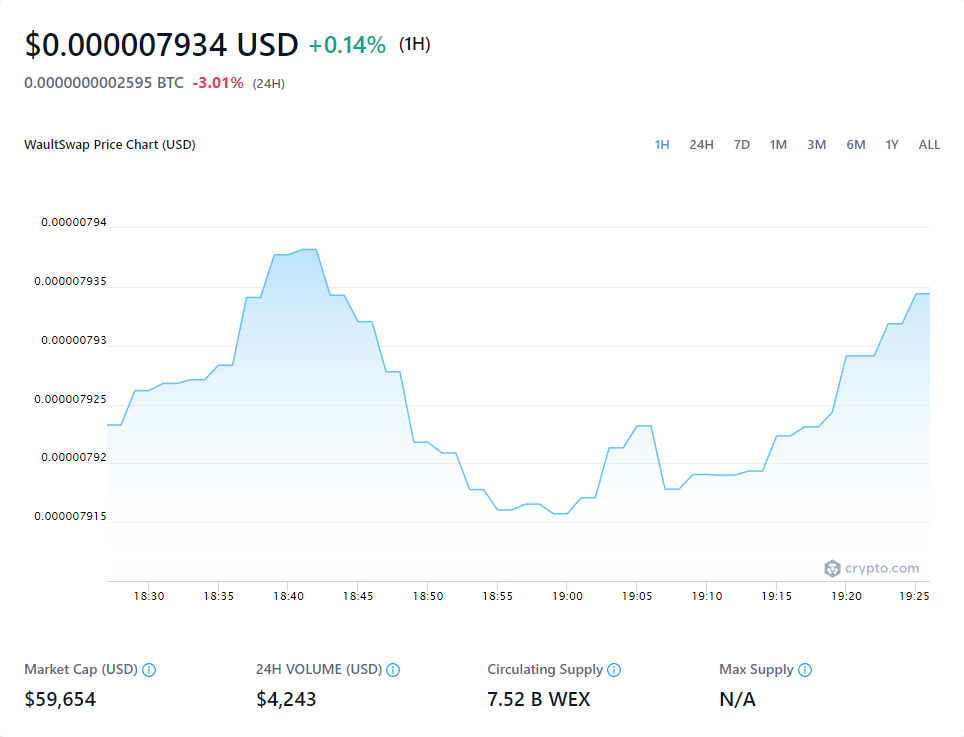 $0.000007934 USD +0.14% (1H)
0.0000000002595 BTC -3.01% (24H)
WaultSwap Price Chart (USD)
1H 24H 7D 1M 3M 6M 1Y ALL
0.00000794
0.000007935
0.00000793
0.000007925
0.00000792
0.000007915
crypto.com
18:30 18:35 18:40 18:45 18:50 18:55 19:00 19:05 19:10 19:15 19:20 19:25
Market Cap (USD) 24H VOLUME (USD) Circulating Supply Max Supply
$59,654 $4,243 7.52 B WEX N/A